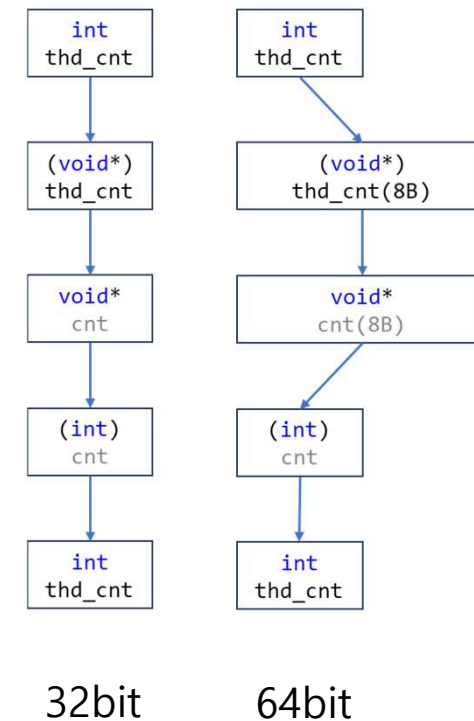 int
thd_cnt
(void*)
thd_cnt
void*
cnt
(int)
cnt
int
thd_cnt
32bit
int
thd_cnt
(void*)
thd_cnt(8B)
void*
cnt(8B)
(int)
cnt
int
thd_cnt
64bit